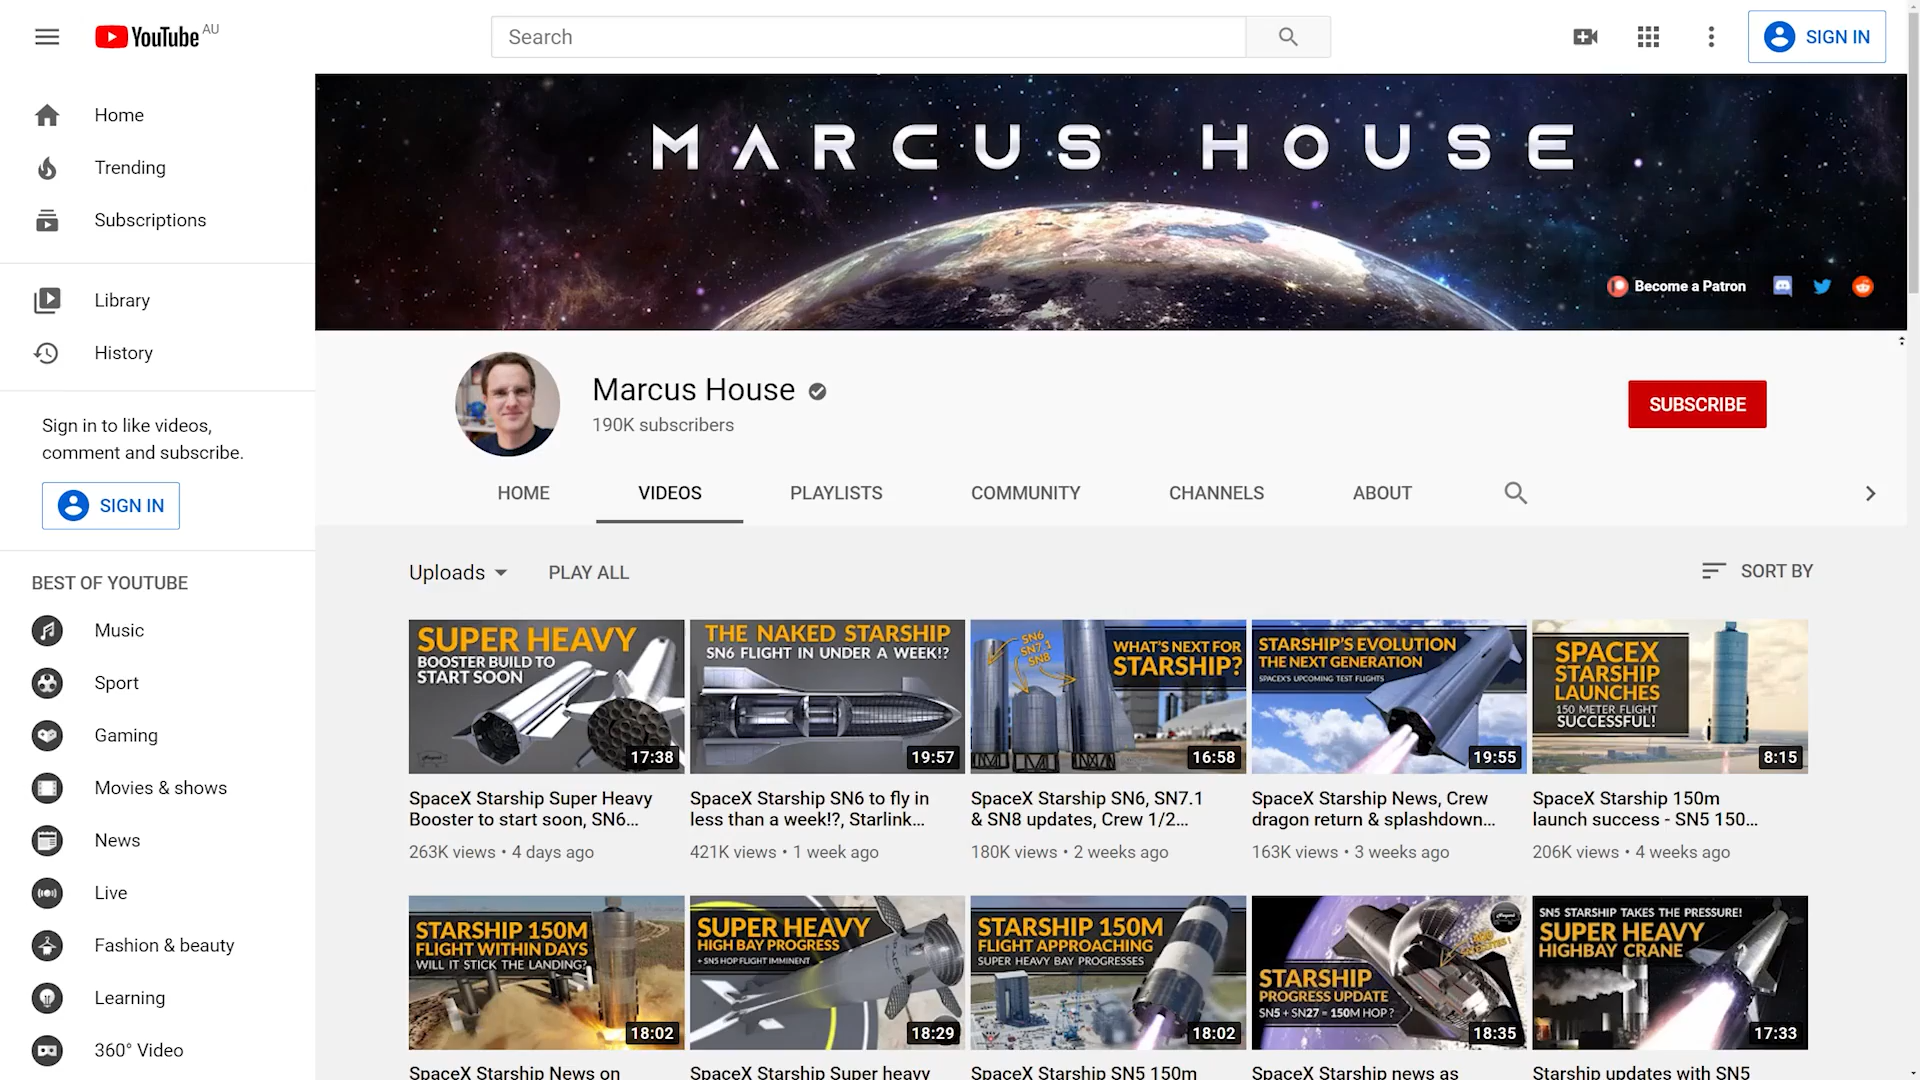 YouTube AU
Search
SIGN IN
Home
Trending
Subscriptions
Library
History
Sign in to like videos,
comment and subscribe.
SIGN IN
BEST OF YOUTUBE
Music
Sport
Gaming
Movies & shows
News
Live
Fashion & beauty
Learning
360° Video
MARCUS HOUSE
Become a Patron
Marcus House
190K subscribers
SUBSCRIBE
HOME
VIDEOS
PLAYLISTS
COMMUNITY
CHANNELS
ABOUT
Uploads
PLAY ALL
SORT BY
SUPER HEAVY
BOOSTER BUILD TO
START SOON
17:38
SpaceX Starship Super Heavy
Booster to start soon, SN6...
263K views • 4 days ago
THE NAKED STARSHIP
SN6 FLIGHT IN UNDER A WEEK!?
19:57
SpaceX Starship SN6 to fly in
less than a week!?, Starlink...
421K views • 1 week ago
SN6
SN7.1
SN8
WHAT'S NEXT FOR
STARSHIP?
16:58
SpaceX Starship SN6, SN7.1
& SN8 updates, Crew 1/2...
180K views • 2 weeks ago
STARSHIP'S EVOLUTION
THE NEXT GENERATION
SPACEX'S UPCOMING TEST FLIGHTS
19:55
SpaceX Starship News, Crew
dragon return & splashdown...
163K views • 3 weeks ago
SPACEX
STARSHIP
LAUNCHES
150 METER FLIGHT
SUCCESSFUL!
8:15
SpaceX Starship 150m
launch success - SN5 150...
206K views • 4 weeks ago
STARSHIP 150M
FLIGHT WITHIN DAYS
WILL IT STICK THE LANDING?
18:02
SpaceX Starship News on
SUPER HEAVY
HIGH BAY PROGRESS
+ SN5 HOP FLIGHT IMMINENT
SPACEX
18:29
SpaceX Starship Super heavy
STARSHIP 150M
FLIGHT APPROACHING
SUPER HEAVY BAY PROGRESSES
18:02
SpaceX Starship SN5 150m
STARSHIP
PROGRESS UPDATE
SN5 + SN27 = 150M HOP?
18:35
SpaceX Starship news as
SN5 STARSHIP TAKES THE PRESSURE!
SUPER HEAVY
HIGHBAY CRANE
17:33
Starship updates with SN5